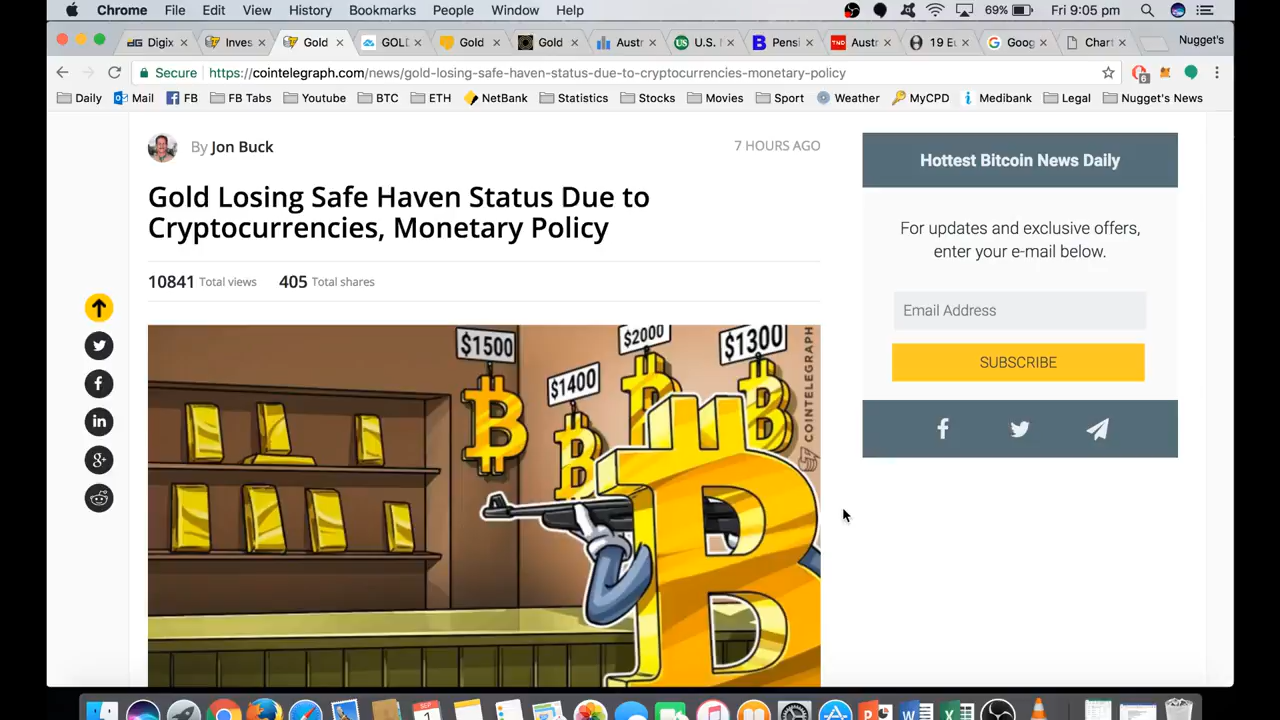 Chrome File Edit View History Bookmarks People Window Help 69% Fri 9:05 pm
Digix Inves Gold GOLD Gold Gold Austr U.S. N Pensi Austr 19 E Goog Chart Nugget's
Secure https://cointelegraph.com/news/gold-losing-safe-haven-status-due-to-cryptocurrencies-monetary-policy
Daily Mail FB FB Tabs Youtube BTC ETH NetBank Statistics Stocks Movies Sport Weather MyCPD Medibank Legal Nugget's News
By Jon Buck 7 HOURS AGO
Gold Losing Safe Haven Status Due to
Cryptocurrencies, Monetary Policy
10841 Total views 405 Total shares
Hottest Bitcoin News Daily
For updates and exclusive offers,
enter your e-mail below.
Email Address
SUBSCRIBE
$1500
$1400
$2000
$1300
COINTELEGRAPH